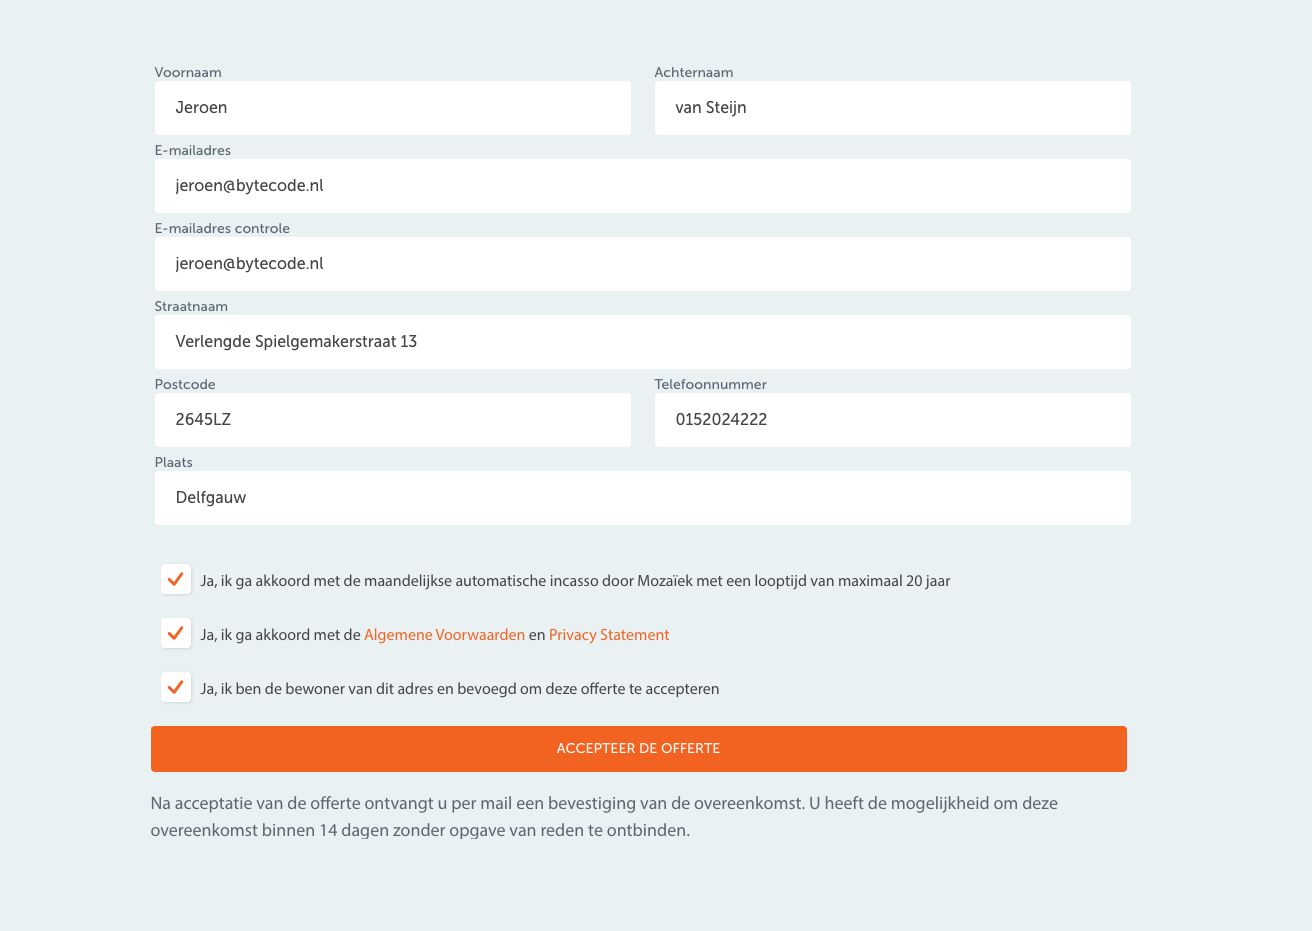 Voornaam
Achternaam
Jeroen
van Steijn
E-mailadres
jeroen@bytecode.nl
E-mailadres controle
jeroen@bytecode.nl
Straatnaam
Verlengde Spielgemakerstraat 13
Postcode
Telefoonnummer
2645LZ
0152024222
Plaats
Delfgauw
Ja, ik ga akkoord met de maandelijkse automatische incasso door Mozaïek met een looptijd van maximaal 20 jaar
Ja, ik ga akkoord met de Algemene Voorwaarden en Privacy Statement
Ja, ik ben de bewoner van dit adres en bevoegd om deze offerte te accepteren
ACCEPTEER DE OFFERTE
Na acceptatie van de offerte ontvangt u per mail een bevestiging van de overeenkomst. U heeft de mogelijkheid om deze
overeenkomst binnen 14 dagen zonder opgave van reden te ontbinden.